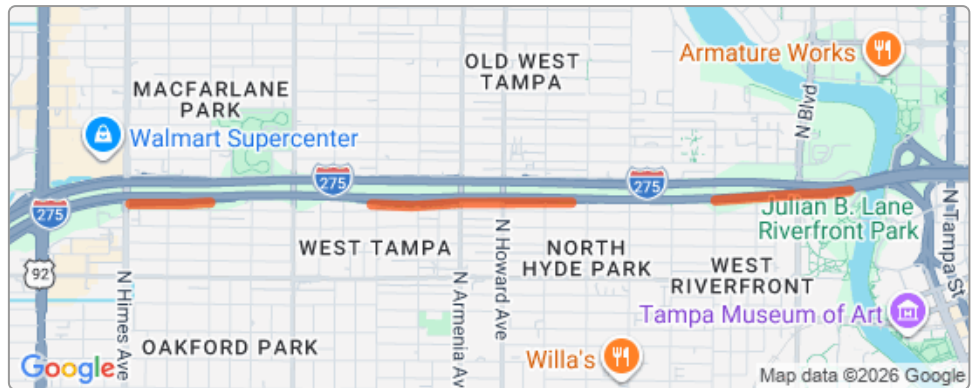 Armature Works
OLD WEST
TAMPA
MACFARLANE
PARK
N Blvd
Walmart Supercenter
275
275
275
Julian B. Lane
Riverfront Park
N Tampa St
WEST TAMPA
N Howard Ave
NORTH
HYDE PARK
WEST
RIVERFRONT
92
N Himes Ave
N Armenia Av
Tampa Museum of Art
OAKFORD PARK
Willa's
Google
Map data ©2026 Google